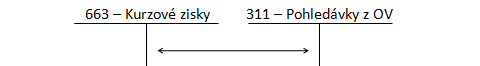 663 – Kurzové zisky 311 – Pohledávky z OV